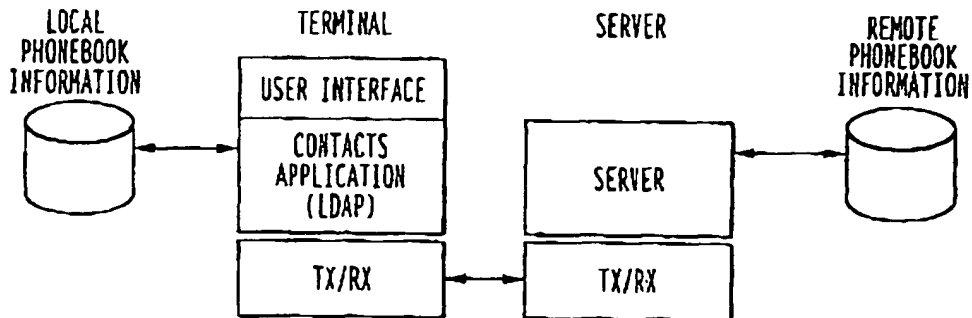 LOCAL
PHONEBOOK
INFORMATION
TERMINAL
SERVER
REMOTE
PHONEBOOK
INFORMATION
USER INTERFACE
CONTACTS
APPLICATION
(LDAP)
SERVER
TX/RX
TX/RX